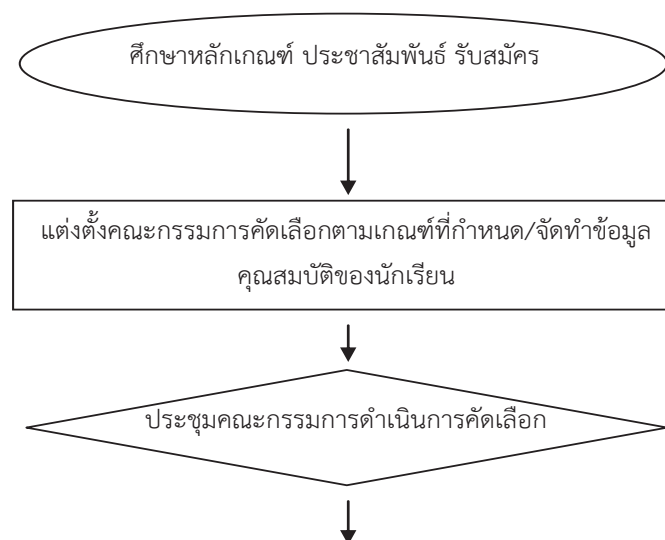 ศึกษาหลักเกณฑ์ ประชาสัมพันธ์ รับสมัคร
แต่งตั้งคณะกรรมการคัดเลือกตามเกณฑ์ที่กำหนด/จัดทำข้อมูล
คุณสมบัติของนักเรียน
ประชุมคณะกรรมการดำเนินการคัดเลือก